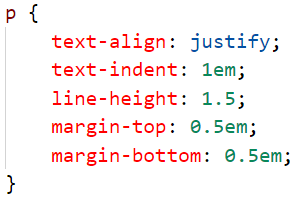 p {
    text-align: justify;
    text-indent: 1em;
    line-height: 1.5;
    margin-top: 0.5em;
    margin-bottom: 0.5em;
}